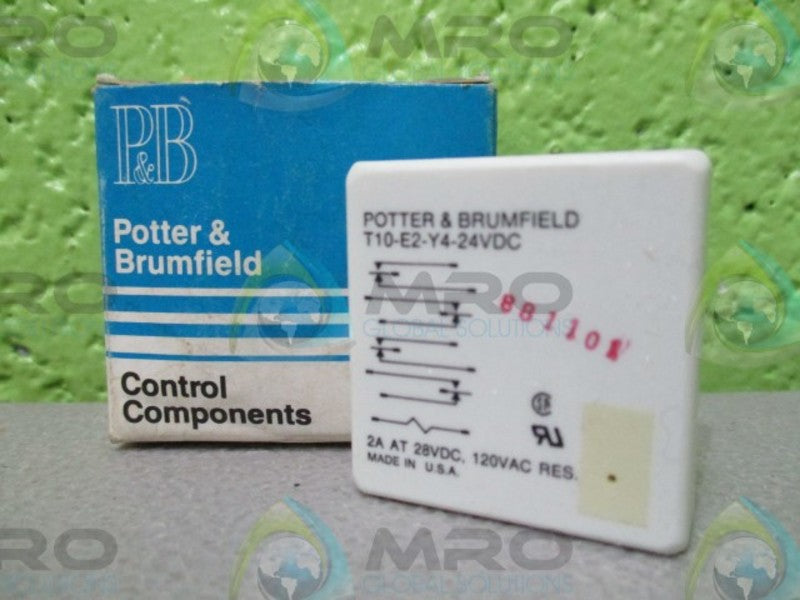 P&B
Potter &
Brumfield
Control
Components
POTTER & BRUMFIELD
T10-E2-Y4-24VDC
2A AT 28VDC, 120VAC RES.
MADE IN U.S.A.
MRO
GLOBAL SOLUTIONS